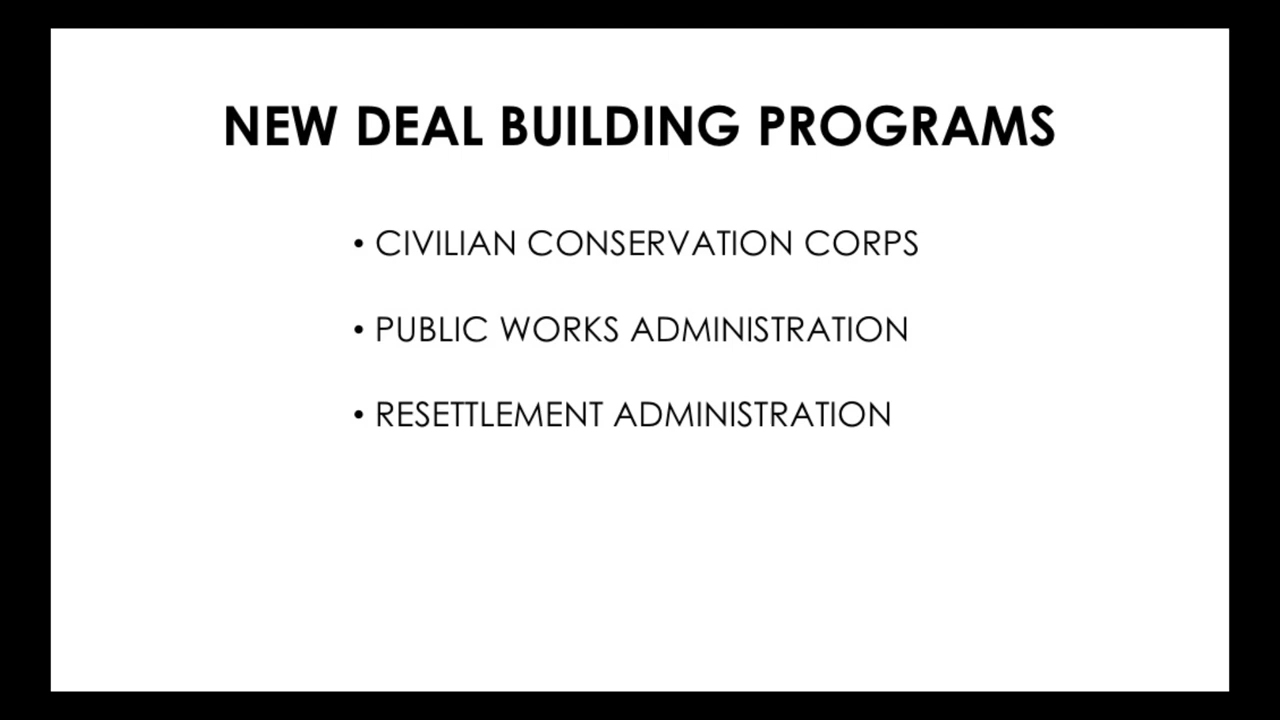 NEW DEAL BUILDING PROGRAMS
• CIVILIAN CONSERVATION CORPS
• PUBLIC WORKS ADMINISTRATION
• RESETTLEMENT ADMINISTRATION